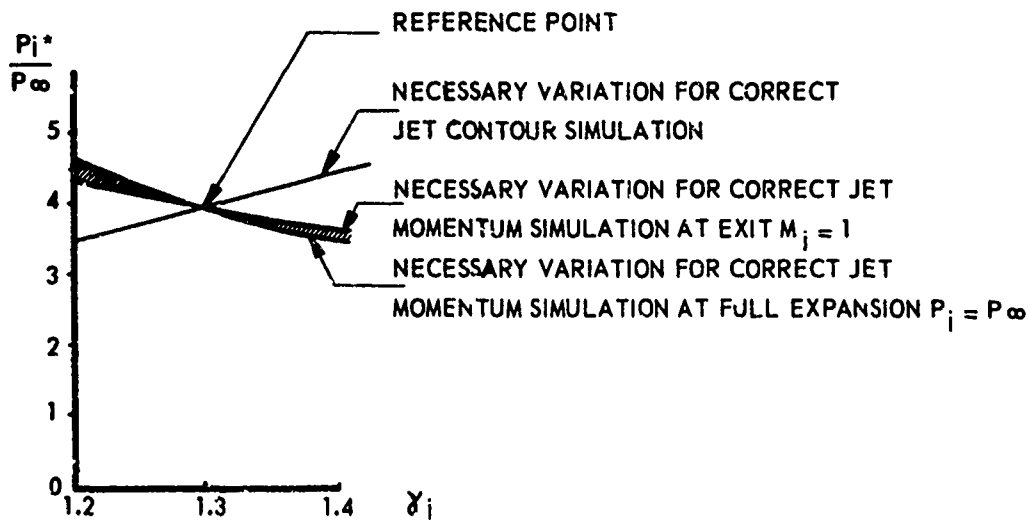 REFERENCE POINT
Pj*
P∞
NECESSARY VARIATION FOR CORRECT
JET CONTOUR SIMULATION
NECESSARY VARIATION FOR CORRECT JET
MOMENTUM SIMULATION AT EXIT Mj = 1
NECESSARY VARIATION FOR CORRECT JET
MOMENTUM SIMULATION AT FULL EXPANSION Pj = P∞
5
4
3
2
1
0
1.2 1.3 1.4 γj